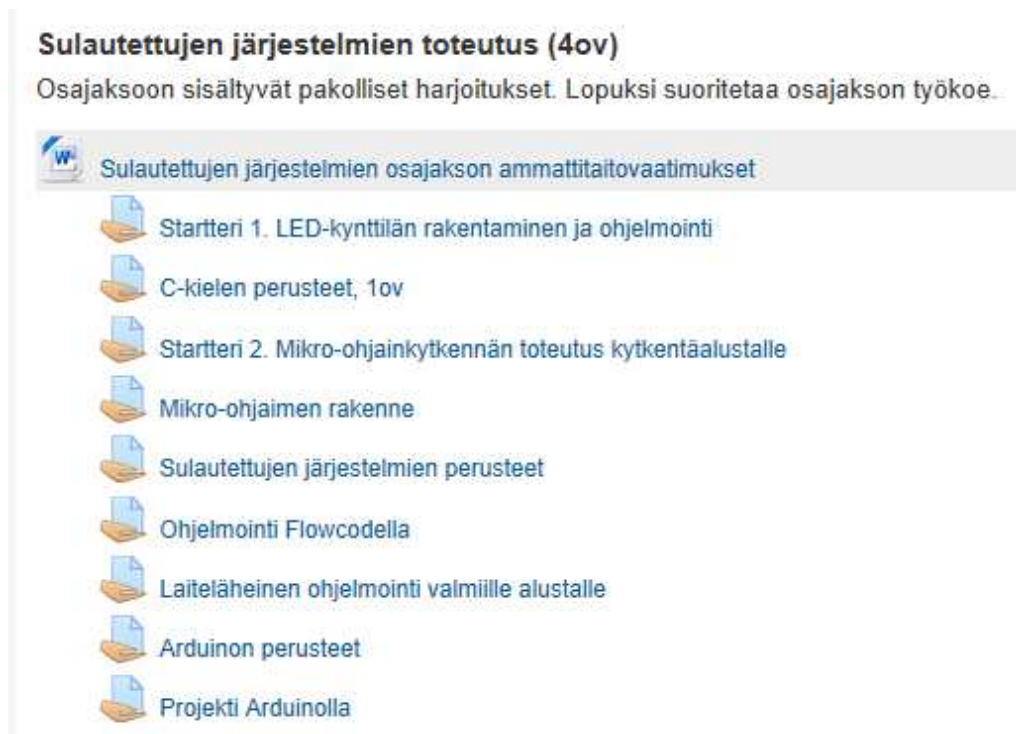 Sulautettujen järjestelmien toteutus (4ov)
Osajaksoon sisältyvät pakolliset harjoitukset. Lopuksi suoritetaa osajakson työkoe.
W
Sulautettujen järjestelmien osajakson ammattitaitovaatimukset
Startteri 1. LED-kynttilän rakentaminen ja ohjelmointi
C-kielen perusteet, 1ov
Startteri 2. Mikro-ohjainkytkennän toteutus kytkentäalustalle
Mikro-ohjaimen rakenne
Sulautettujen järjestelmien perusteet
Ohjelmointi Flowcodella
Laiteläheinen ohjelmointi valmiille alustalle
Arduinon perusteet
Projekti Arduinolla